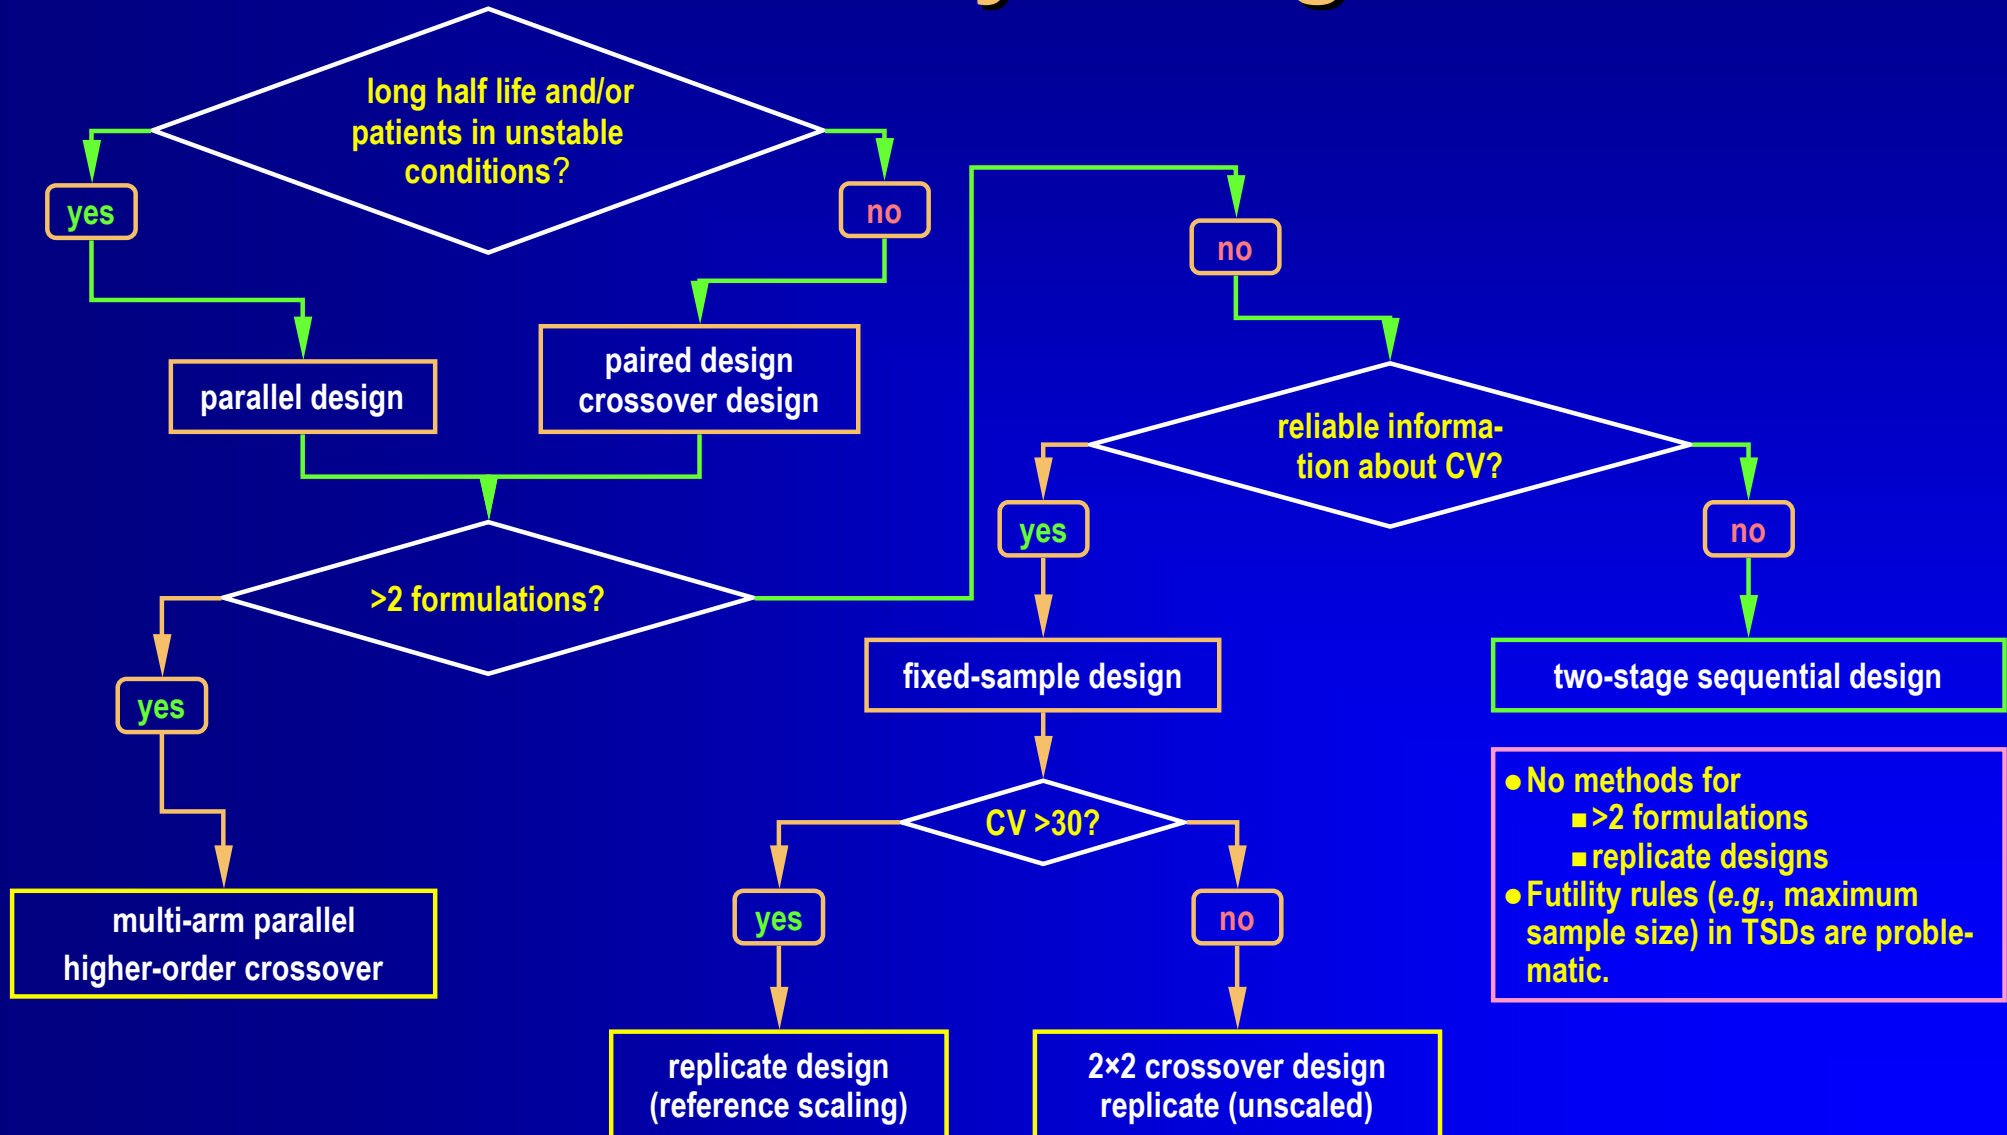 long half life and/or
patients in unstable
conditions?
yes
no
no
parallel design
paired design
crossover design
reliable informa-
tion about CV?
yes
no
>2 formulations?
yes
fixed-sample design
two-stage sequential design
CV >30?
yes
no
●No methods for
■>2 formulations
■replicate designs
●Futility rules (e.g., maximum
sample size) in TSDs are proble-
matic.
multi-arm parallel
higher-order crossover
replicate design
(reference scaling)
2×2 crossover design
replicate (unscaled)